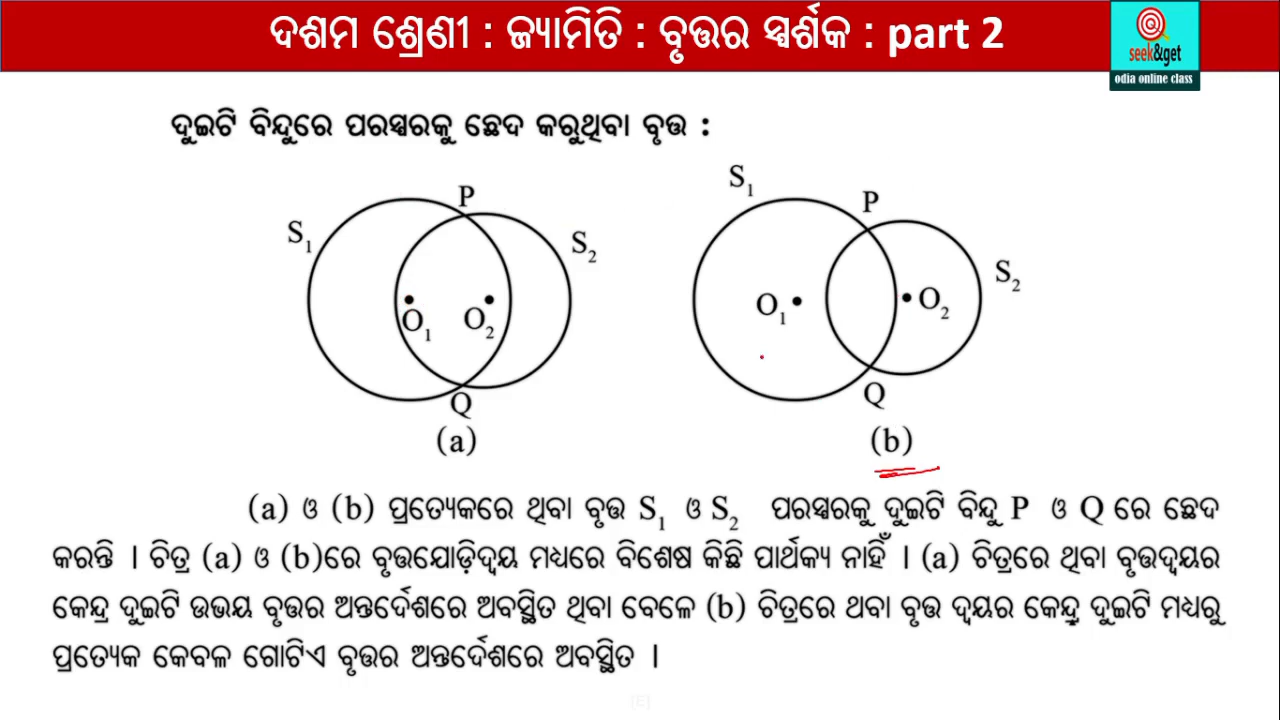 ଦଶମ ଶ୍ରେଣୀ : ଜ୍ୟାମିତି : ବୃତ୍ତର ସ୍ପର୍ଶକ : part 2
seek&get
odia online class
ଦୁଇଟି ବିନ୍ଦୁରେ ପରସ୍ପରକୁ ଛେଦ କରୁଥିବା ବୃତ୍ତ :
S₁ P S₂
O₁ O₂
Q
(a)
S₁ P S₂
O₁ O₂
Q
(b)
(a) ଓ (b) ପ୍ରତ୍ୟେକରେ ଥିବା ବୃତ୍ତ S₁ ଓ S₂ ପରସ୍ପରକୁ ଦୁଇଟି ବିନ୍ଦୁ P ଓ Q ରେ ଛେଦ
କରନ୍ତି । ଚିତ୍ର (a) ଓ (b)ରେ ବୃତ୍ତଯୋଡ଼ିଦ୍ୱୟ ମଧ୍ୟରେ ବିଶେଷ କିଛି ପାର୍ଥକ୍ୟ ନାହିଁ । (a) ଚିତ୍ରରେ ଥିବା ବୃତ୍ତଦ୍ୱୟର
କେନ୍ଦ୍ର ଦୁଇଟି ଉଭୟ ବୃତ୍ତର ଅନ୍ତର୍ଦେଶରେ ଅବସ୍ଥିତ ଥିବା ବେଳେ (b) ଚିତ୍ରରେ ଥବା ବୃତ୍ତ ଦ୍ୱୟର କେନ୍ଦ୍ର ଦୁଇଟି ମଧ୍ୟରୁ
ପ୍ରତ୍ୟେକ କେବଳ ଗୋଟିଏ ବୃତ୍ତର ଅନ୍ତର୍ଦେଶରେ ଅବସ୍ଥିତ ।